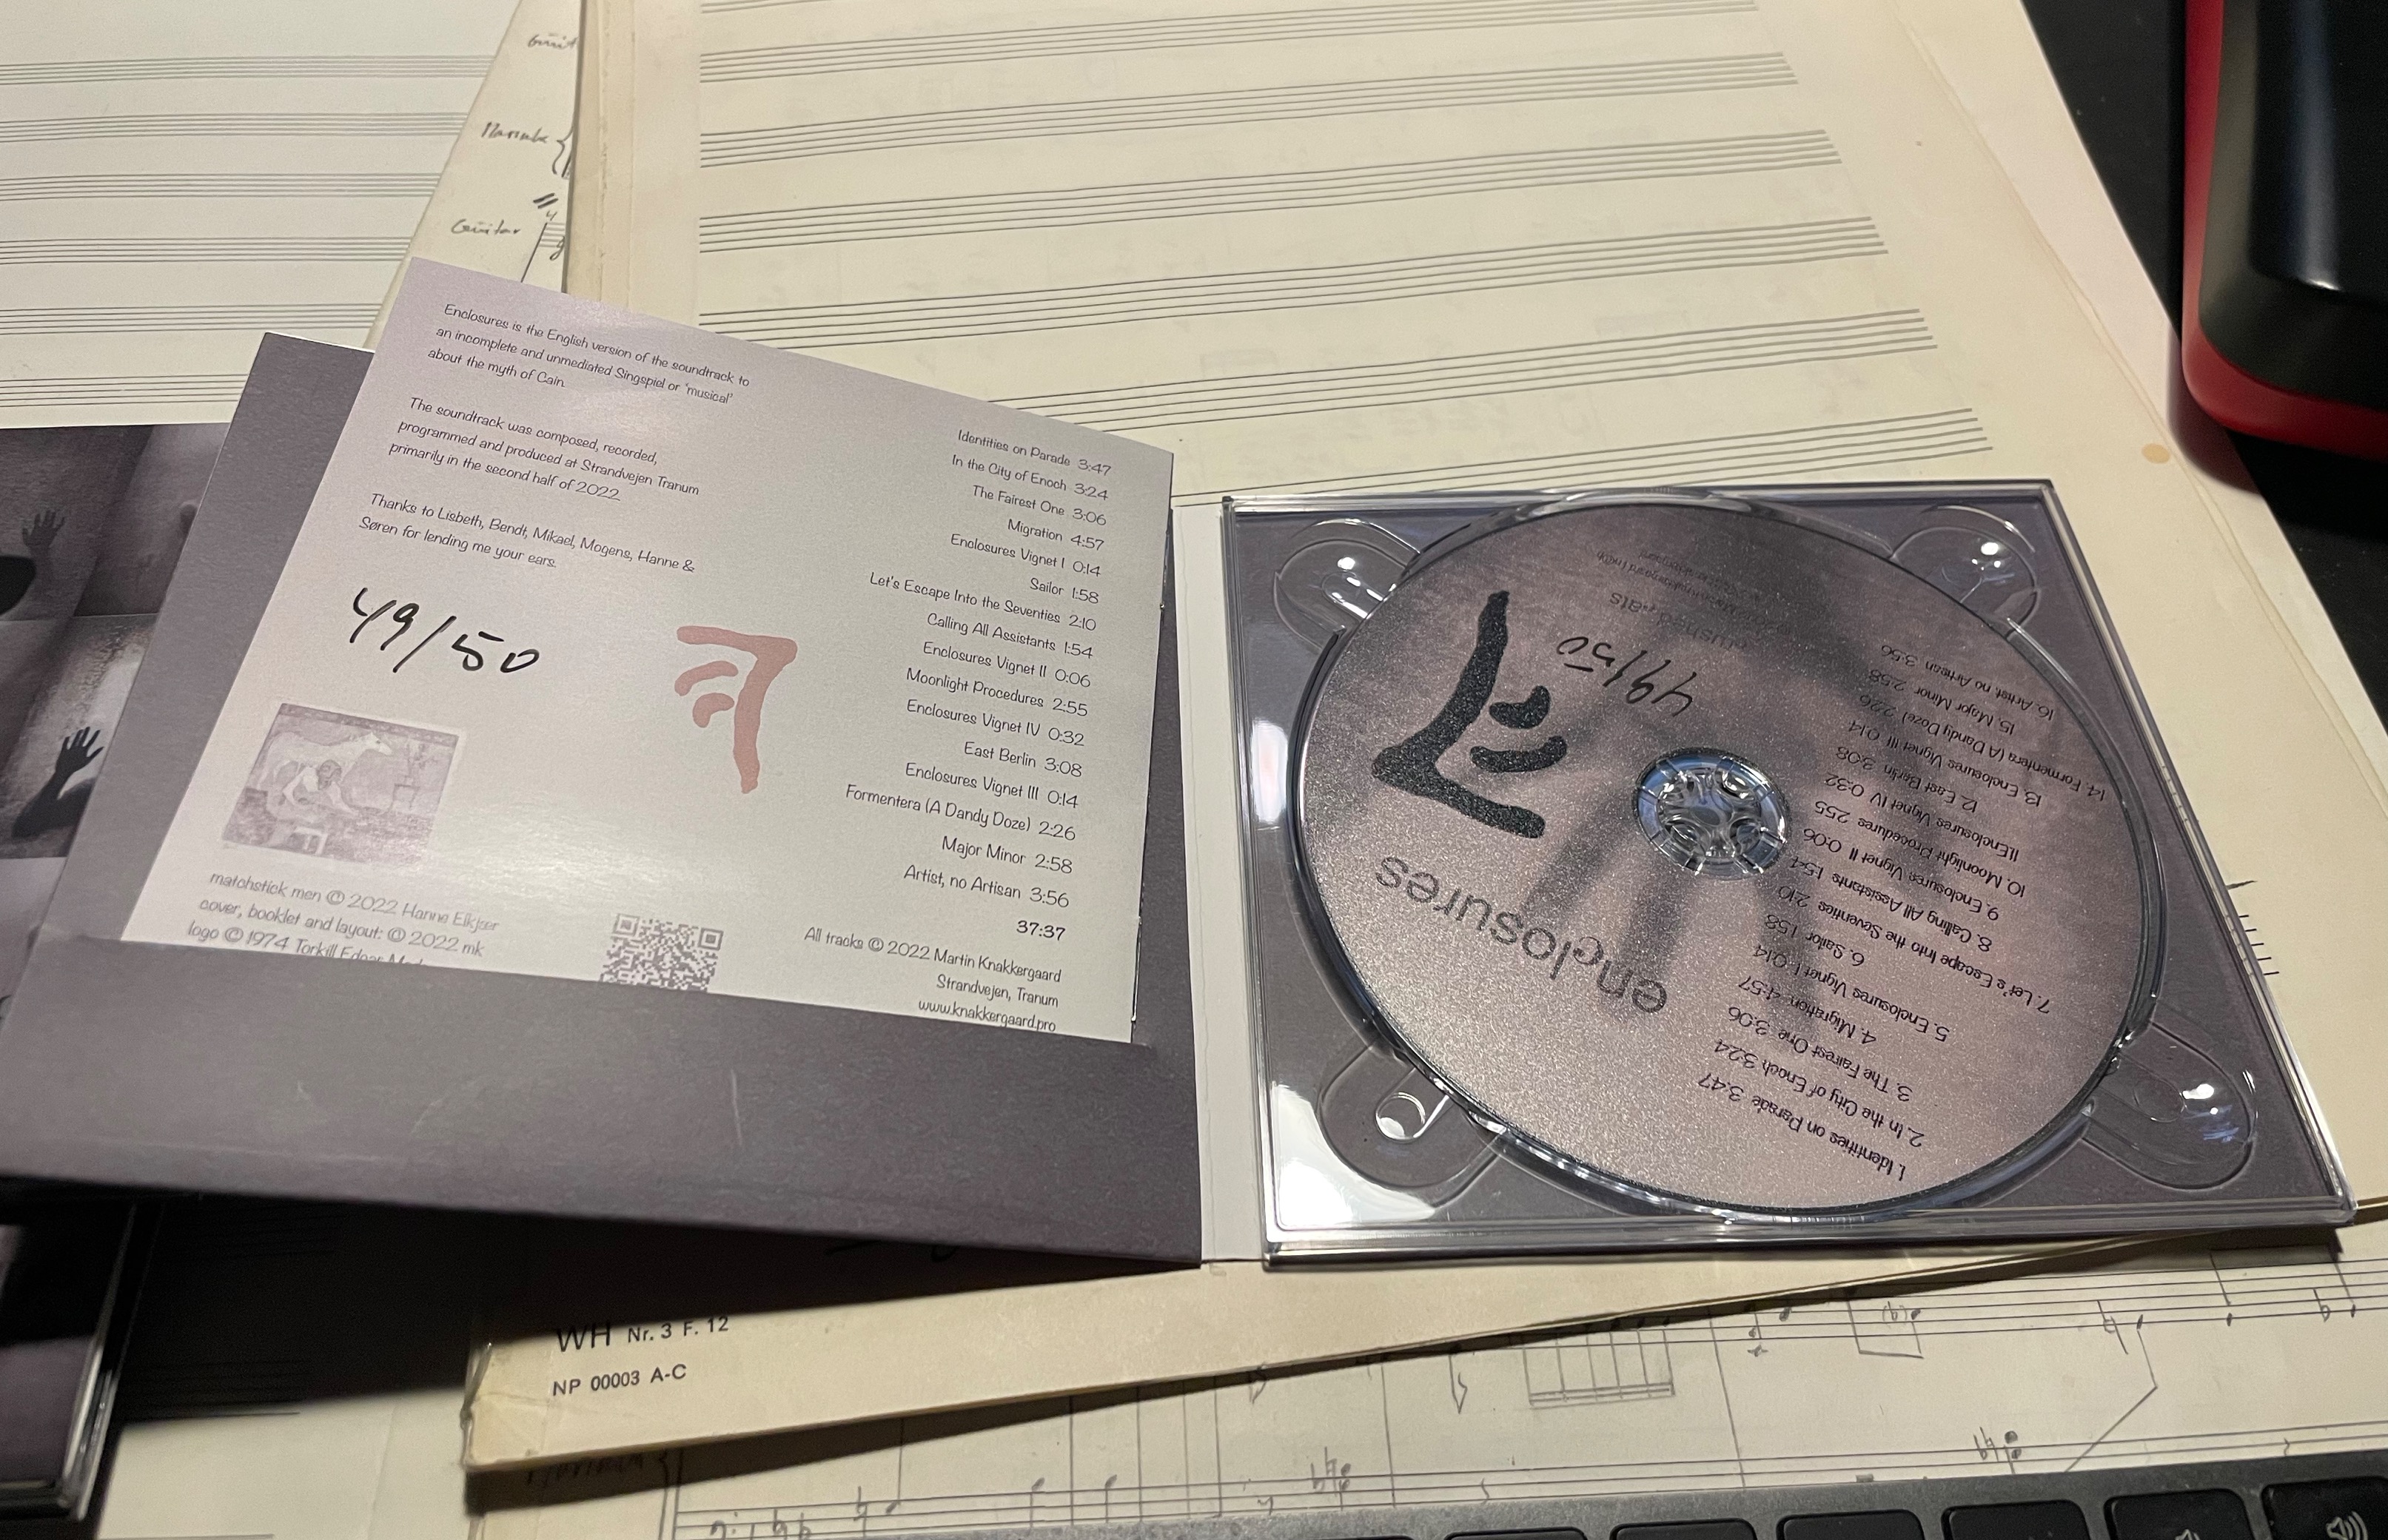 Guitar
Marimba
Guitar
Enclosures is the English version of the soundtrack to
an incomplete and unmediated Singspiel or 'musical'
about the myth of Cain.
The soundtrack was composed, recorded,
programmed and produced at Strandvejen Tranum
primarily in the second half of 2022.
Thanks to Lisbeth, Bendt, Mikael, Mogens, Hanne &
Søren for lending me your ears.
49/50
matchstick men © 2022 Hanne Elkjær
cover, booklet and layout: © 2022 mk
logo © 1974 Torkill Edgar
Identities on Parade 3:47
In the City of Enoch 3:24
The Fairest One 3:06
Migration 4:57
Enclosures Vignet I 0:14
Sailor 1:58
Let's Escape Into the Seventies 2:10
Calling All Assistants 1:54
Enclosures Vignet II 0:06
Moonlight Procedures 2:55
Enclosures Vignet IV 0:32
East Berlin 3:08
Enclosures Vignet III 0:14
Formentera (A Dandy Doze) 2:26
Major Minor 2:58
Artist, no Artisan 3:56
37:37
All tracks © 2022 Martin Knakkergaard
Strandvejen, Tranum
www.knakkergaard.pro
enclosures
49/50
1. Identities on Parade 3:47
2. In the City of Enoch 3:24
3. The Fairest One 3:06
4. Migration 4:57
5. Enclosures Vignet I 0:14
6. Sailor 1:58
7. Let's Escape Into the Seventies 2:10
8. Calling All Assistants 1:54
9. Enclosures Vignet II 0:06
10. Moonlight Procedures 2:55
11. Enclosures Vignet IV 0:32
12. East Berlin 3:08
13. Enclosures Vignet III 0:14
14. Formentera (A Dandy Doze) 2:26
15. Major Minor 2:58
16. Artist, no Artisan 3:56
WH Nr. 3 F. 12
NP 00003 A-C